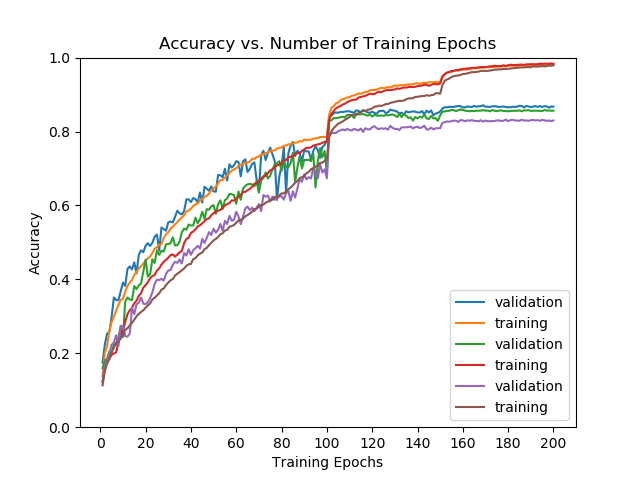 Accuracy vs. Number of Training Epochs
1.0
0.8
0.6
0.4
0.2
0.0
Accuracy
validation
training
validation
training
validation
training
0 20 40 60 80 100 120 140 160 180 200
Training Epochs